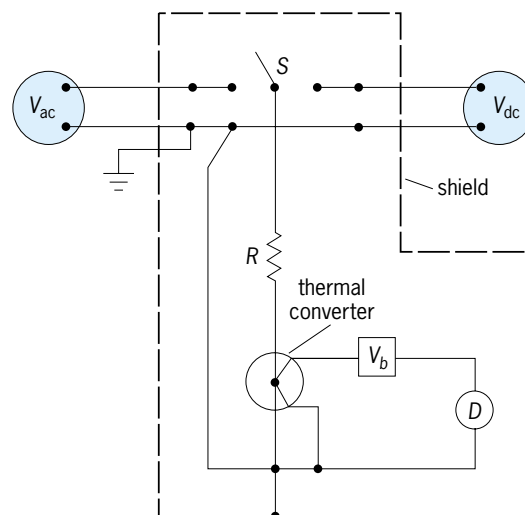 S
V_ac
V_dc
shield
R
thermal
converter
V_b
D